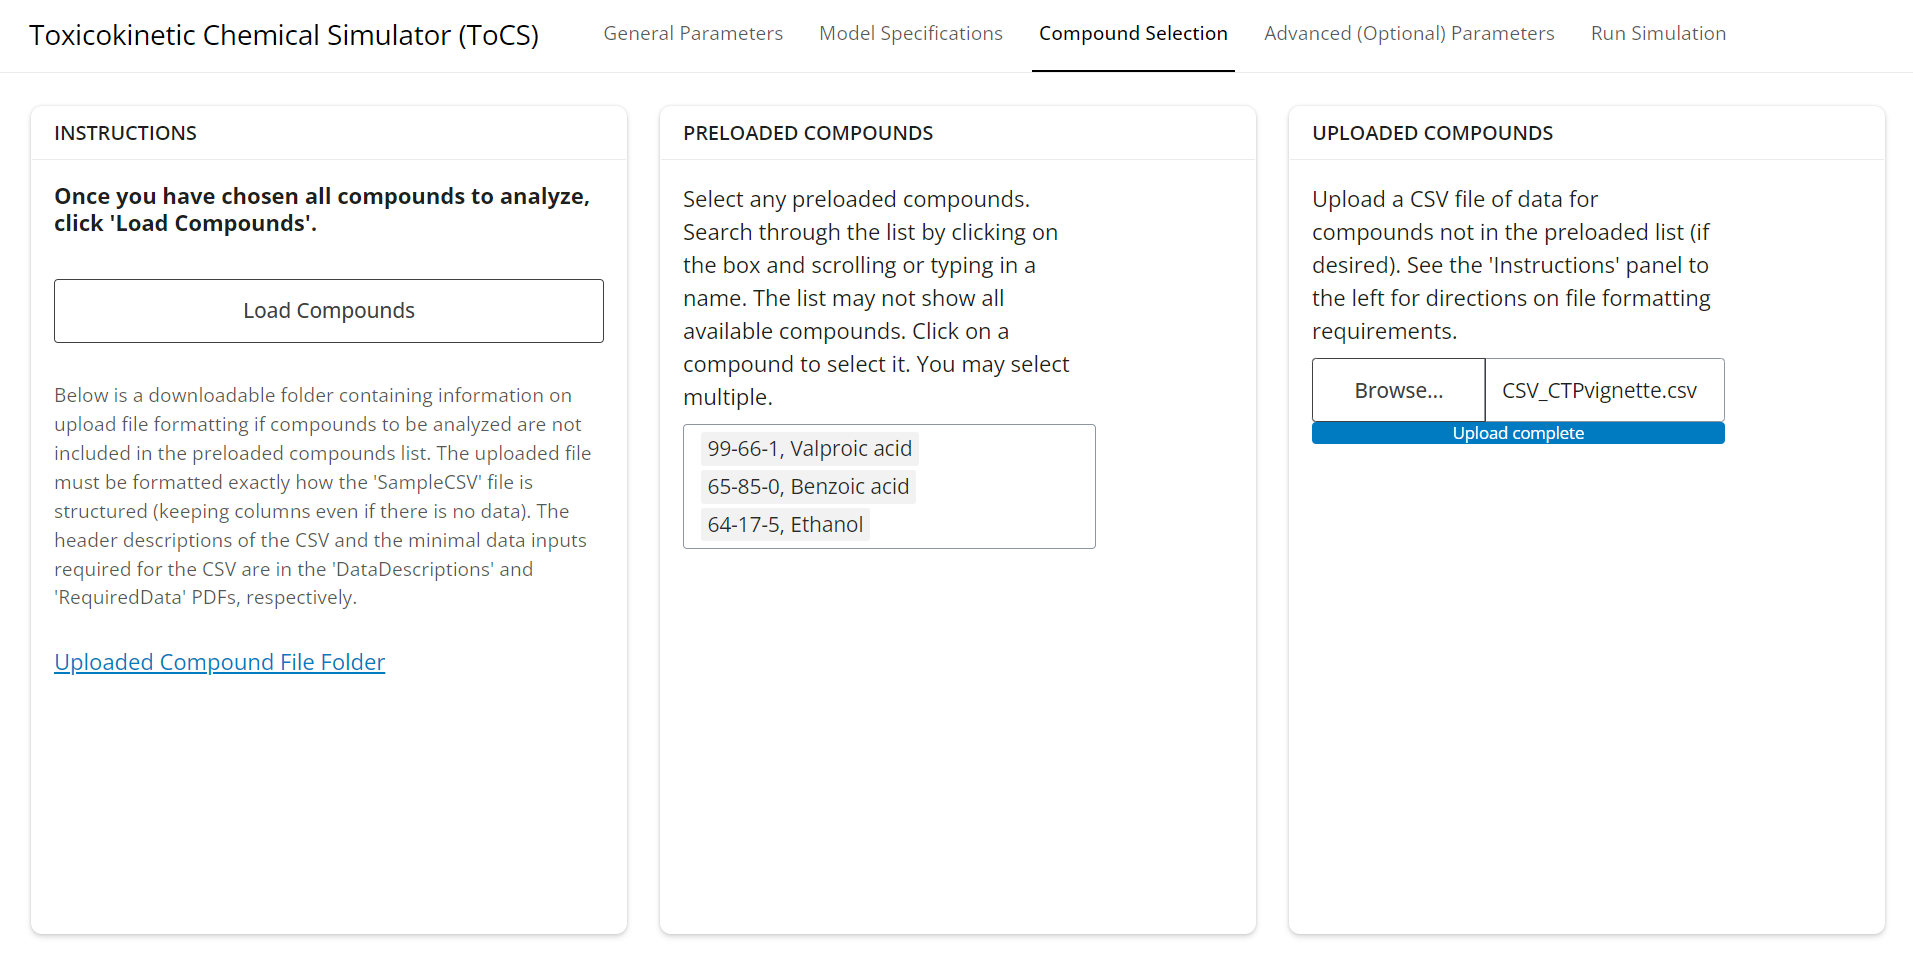 Toxicokinetic Chemical Simulator (ToCS)
General Parameters
Model Specifications
Compound Selection
Advanced (Optional) Parameters
Run Simulation
INSTRUCTIONS
Once you have chosen all compounds to analyze,
click 'Load Compounds'.
Load Compounds
Below is a downloadable folder containing information on
upload file formatting if compounds to be analyzed are not
included in the preloaded compounds list. The uploaded file
must be formatted exactly how the 'SampleCSV' file is
structured (keeping columns even if there is no data). The
header descriptions of the CSV and the minimal data inputs
required for the CSV are in the 'DataDescriptions' and
'RequiredData' PDFs, respectively.
Uploaded Compound File Folder
PRELOADED COMPOUNDS
Select any preloaded compounds.
Search through the list by clicking on
the box and scrolling or typing in a
name. The list may not show all
available compounds. Click on a
compound to select it. You may select
multiple.
99-66-1, Valproic acid
65-85-0, Benzoic acid
64-17-5, Ethanol
UPLOADED COMPOUNDS
Upload a CSV file of data for
compounds not in the preloaded list (if
desired). See the 'Instructions' panel to
the left for directions on file formatting
requirements.
Browse...
CSV_CTPvignette.csv
Upload complete